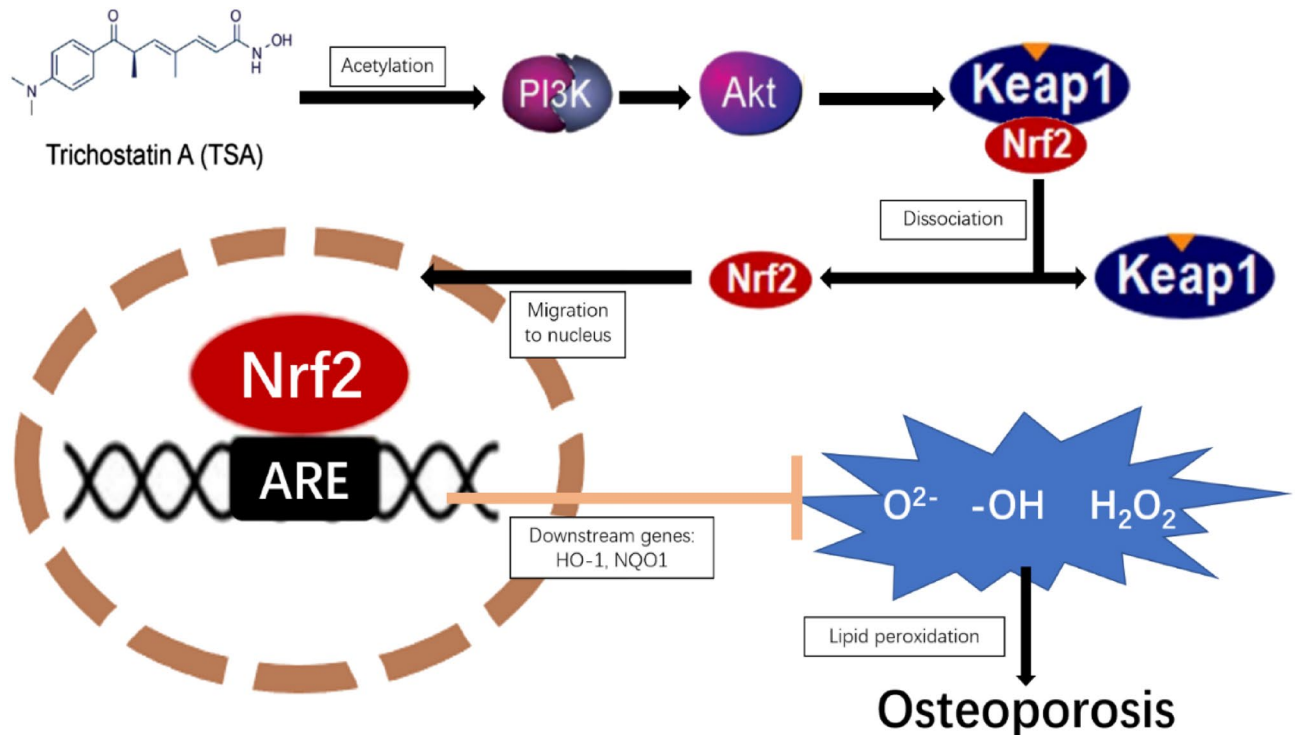 O
O
OH
N
H
N
Trichostatin A (TSA)
Acetylation
PI3K
Akt
Keap1
Nrf2
Dissociation
Nrf2
Keap1
Migration
to nucleus
Nrf2
ARE
Downstream genes:
HO-1, NQO1
O²⁻ -OH H₂O₂
Lipid peroxidation
Osteoporosis